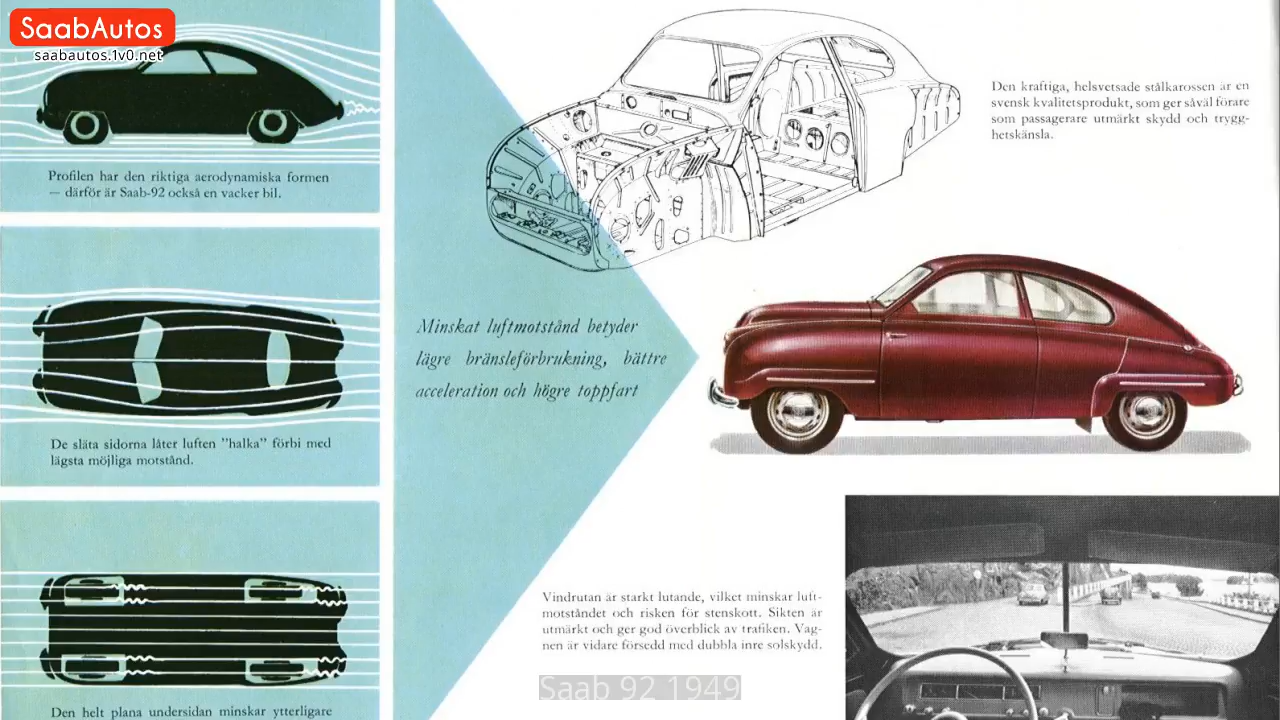 SaabAutos
saabautos.1v0.net
Profilen har den riktiga aerodynamiska formen
— därför är Saab-92 också en vacker bil.
De släta sidorna låter luften "halka" förbi med
lägsta möjliga motstånd.
Den helt plana undersidan minskar ytterligare
Minskat luftmotstånd betyder
lägre bränsleförbrukning, bättre
acceleration och högre toppfart
Den kraftiga, helsvetsade stålkarossen är en
svensk kvalitetsprodukt, som ger såväl förare
som passagerare utmärkt skydd och trygg-
hetskänsla.
Vindrutan är starkt lutande, vilket minskar luft-
motståndet och risken för stenskott. Sikten är
utmärkt och ger god överblick av trafiken. Vag-
nen är vidare försedd med dubbla inre solskydd.
Saab 92 1949